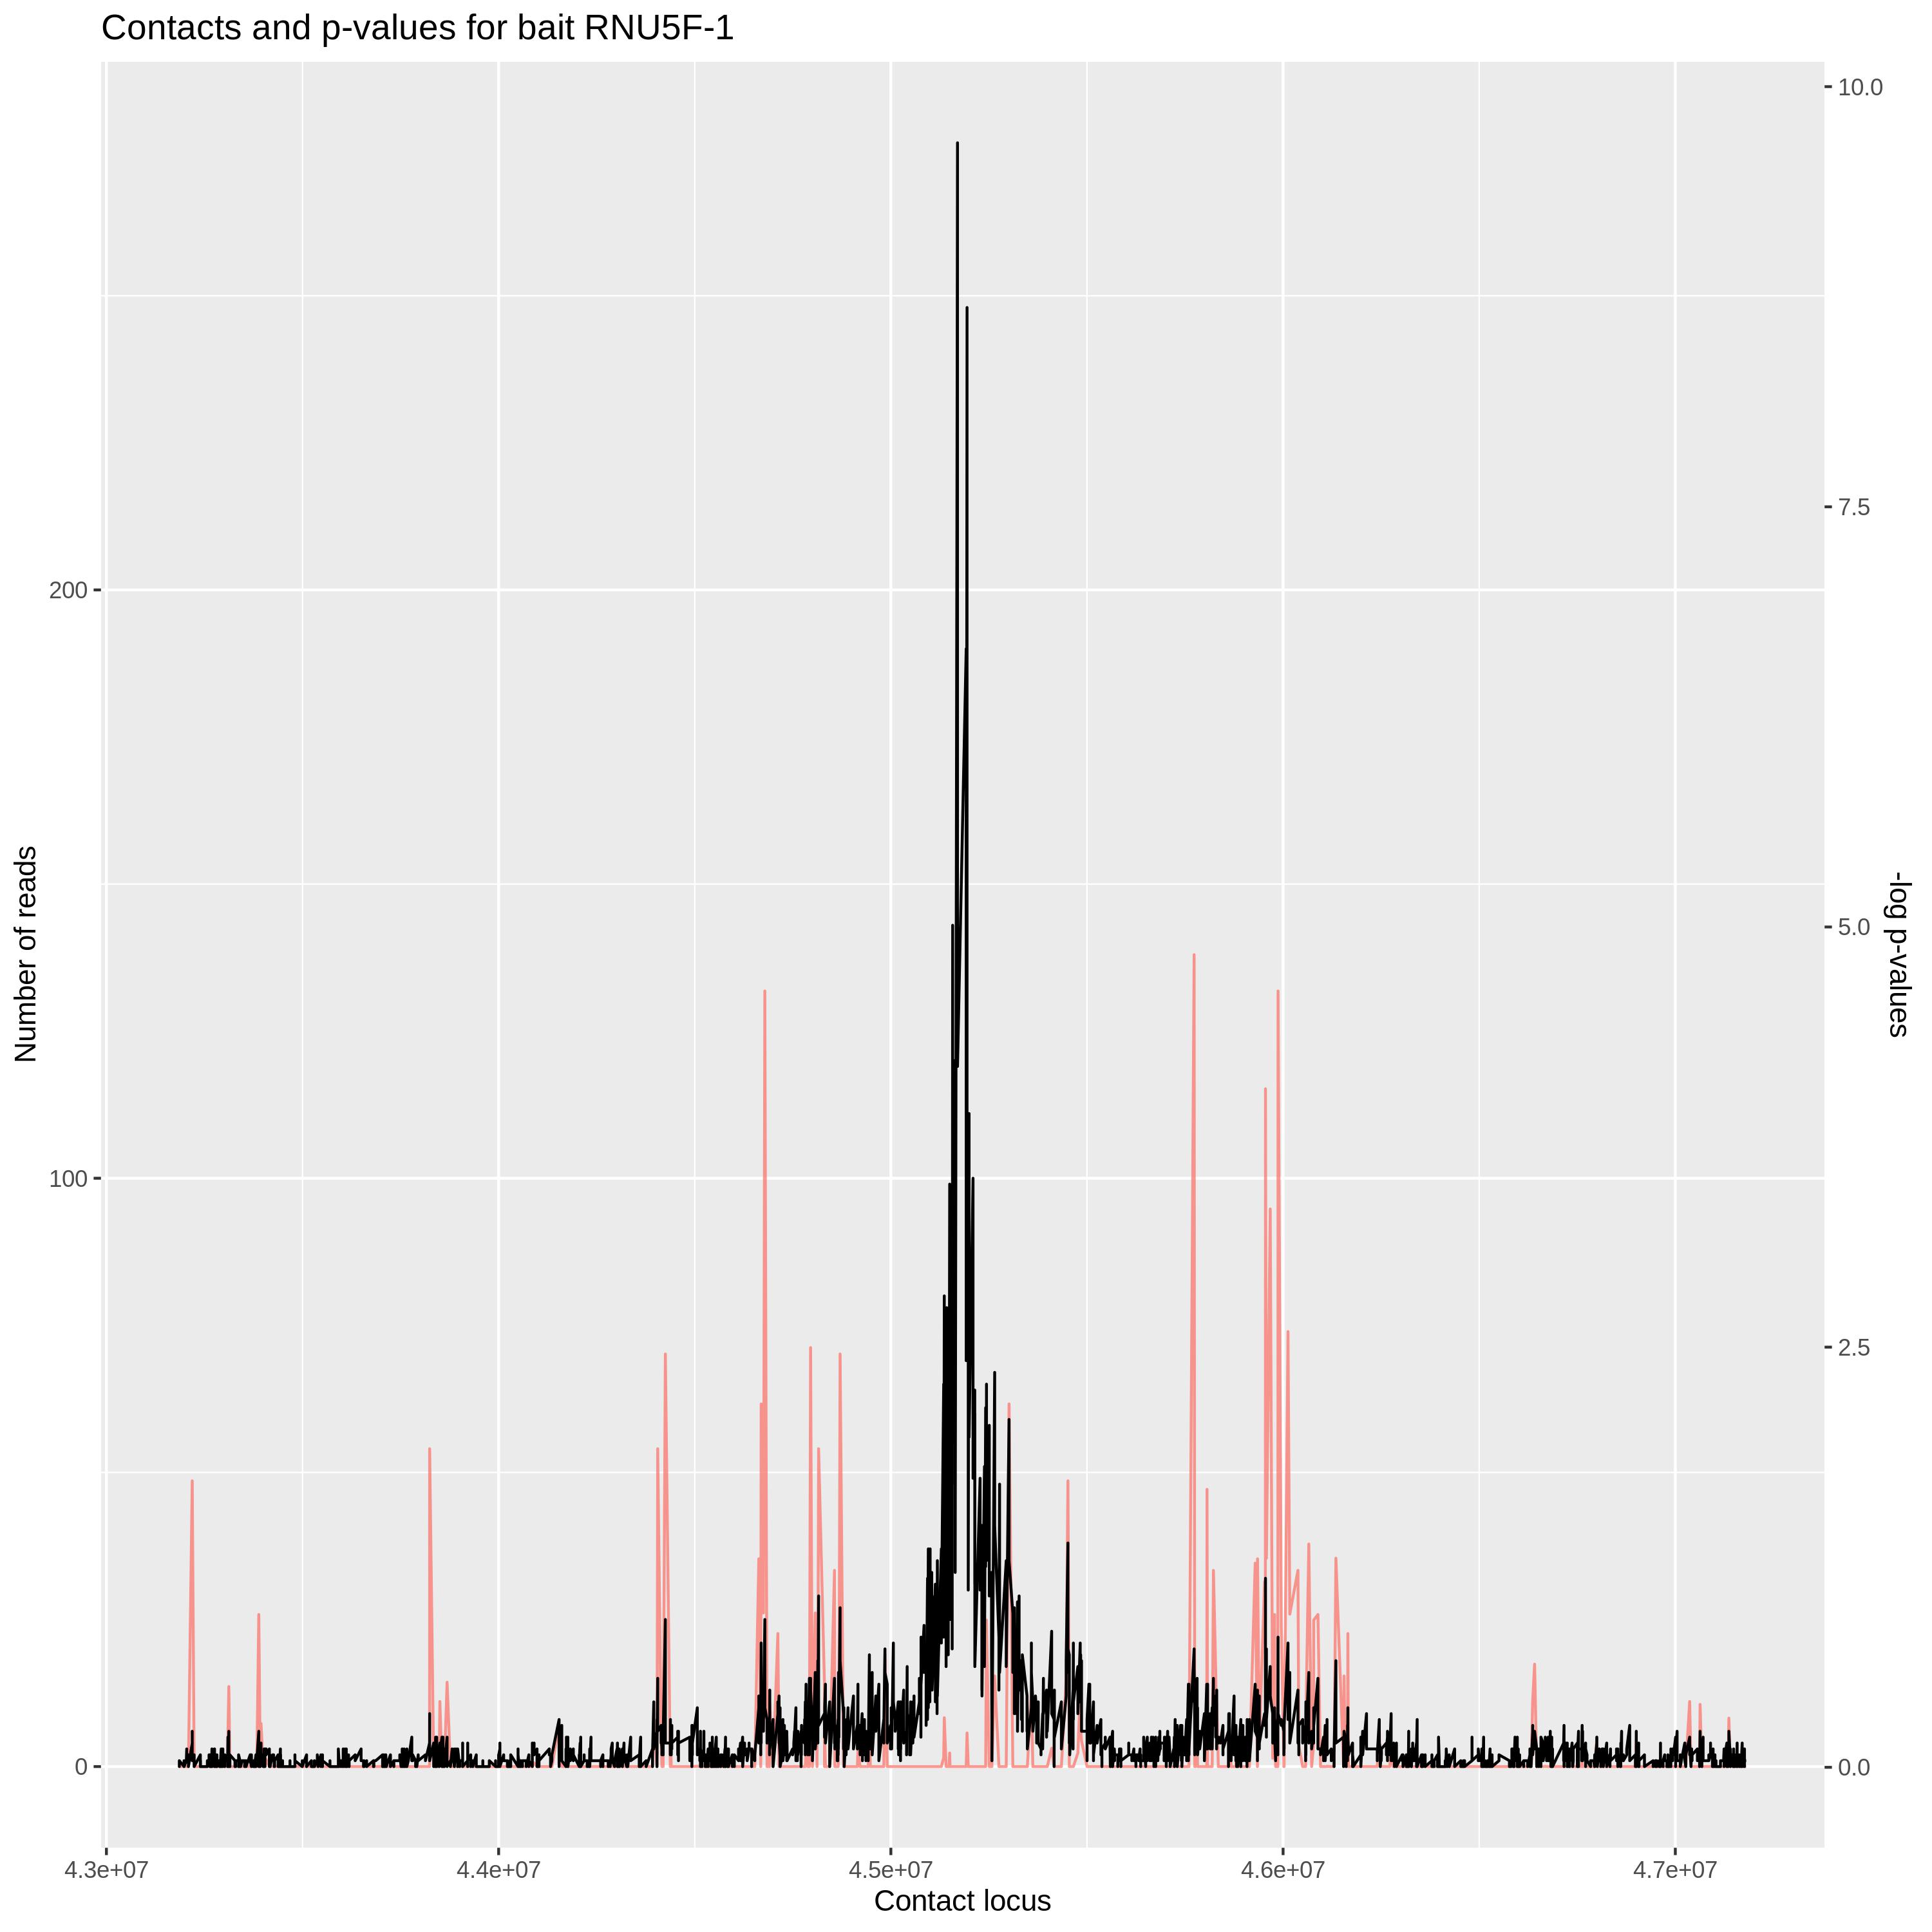 Contacts and p-values for bait RNU5F-1
Number of reads
200
100
0
10.0
7.5
5.0
2.5
0.0
-log p-values
4.3e+07
4.4e+07
4.5e+07
4.6e+07
4.7e+07
Contact locus